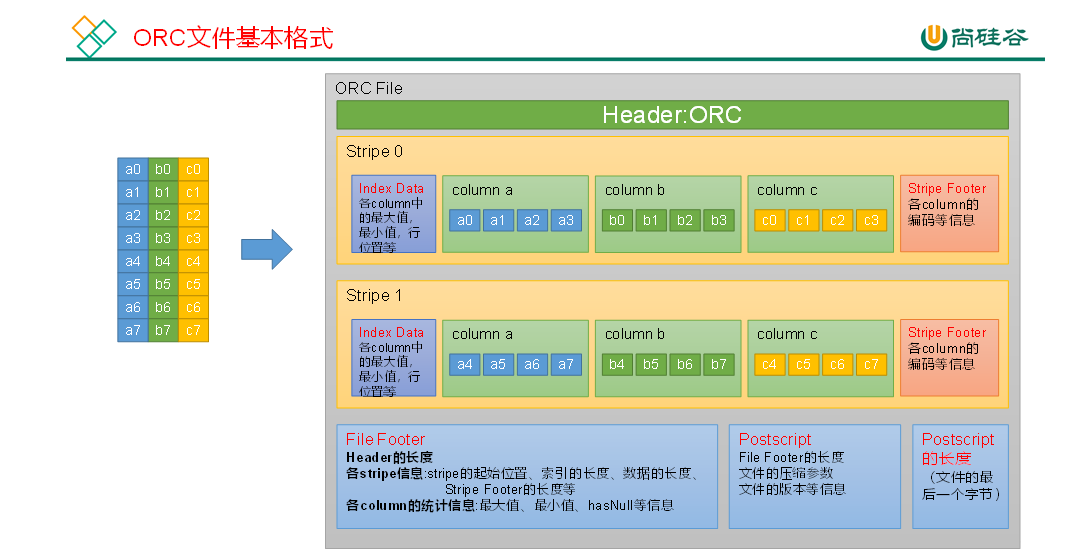 ORC文件基本格式
尚硅谷
a0 b0 c0
a1 b1 c1
a2 b2 c2
a3 b3 c3
a4 b4 c4
a5 b5 c5
a6 b6 c6
a7 b7 c7
ORC File
Header:ORC
Stripe 0
Index Data
各column中
的最大值,
最小值, 行
位置等
column a
a0 a1 a2 a3
column b
b0 b1 b2 b3
column c
c0 c1 c2 c3
Stripe Footer
各column的
编码等信息
Stripe 1
Index Data
各column中
的最大值,
最小值, 行
位置等
column a
a4 a5 a6 a7
column b
b4 b5 b6 b7
column c
c4 c5 c6 c7
Stripe Footer
各column的
编码等信息
File Footer
Header的长度
各stripe信息:stripe的起始位置、索引的长度、数据的长度、
Stripe Footer的长度等
各column的统计信息:最大值、最小值、hasNull等信息
Postscript
File Footer的长度
文件的压缩参数
文件的版本等信息
Postscript
的长度
（文件的最
后一个字节）